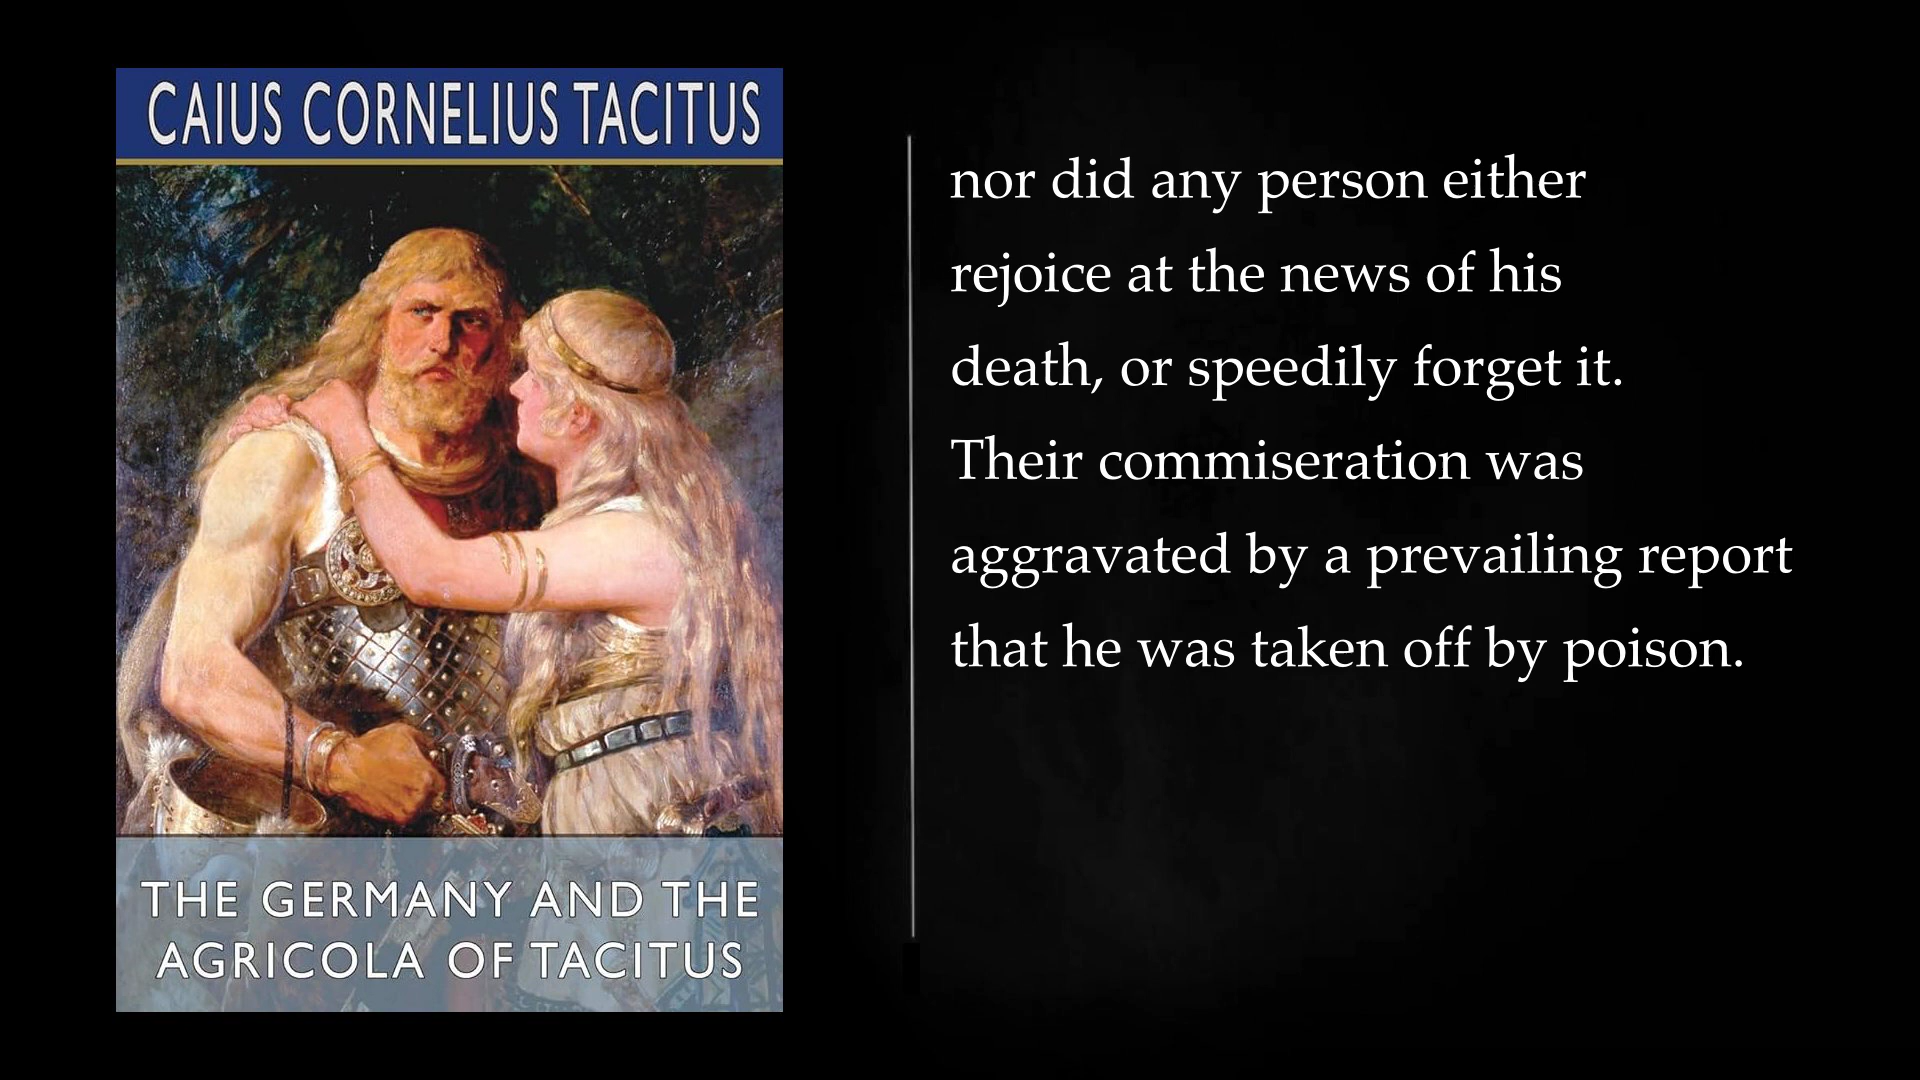 CAIUS CORNELIUS TACITUS
THE GERMANY AND THE
AGRICOLA OF TACITUS
nor did any person either
rejoice at the news of his
death, or speedily forget it.
Their commiseration was
aggravated by a prevailing report
that he was taken off by poison.